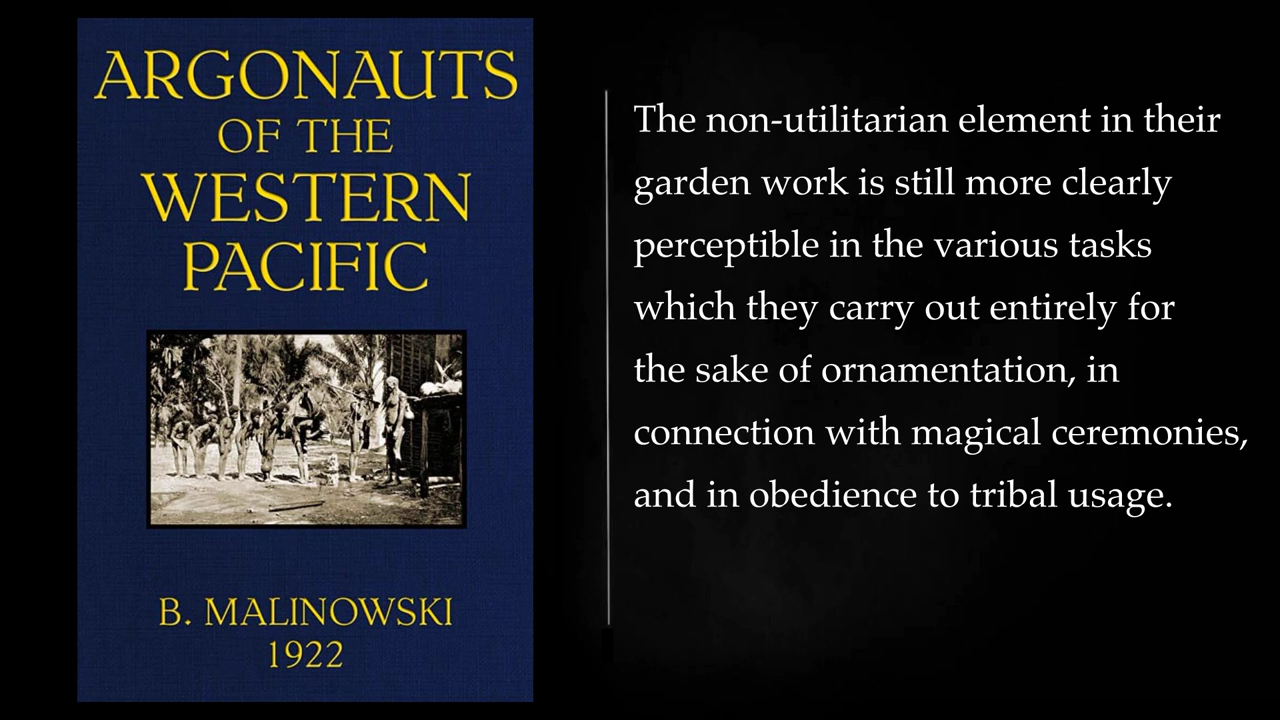 ARGONAUTS
OF THE
WESTERN
PACIFIC
B. MALINOWSKI
1922
The non-utilitarian element in their
garden work is still more clearly
perceptible in the various tasks
which they carry out entirely for
the sake of ornamentation, in
connection with magical ceremonies,
and in obedience to tribal usage.